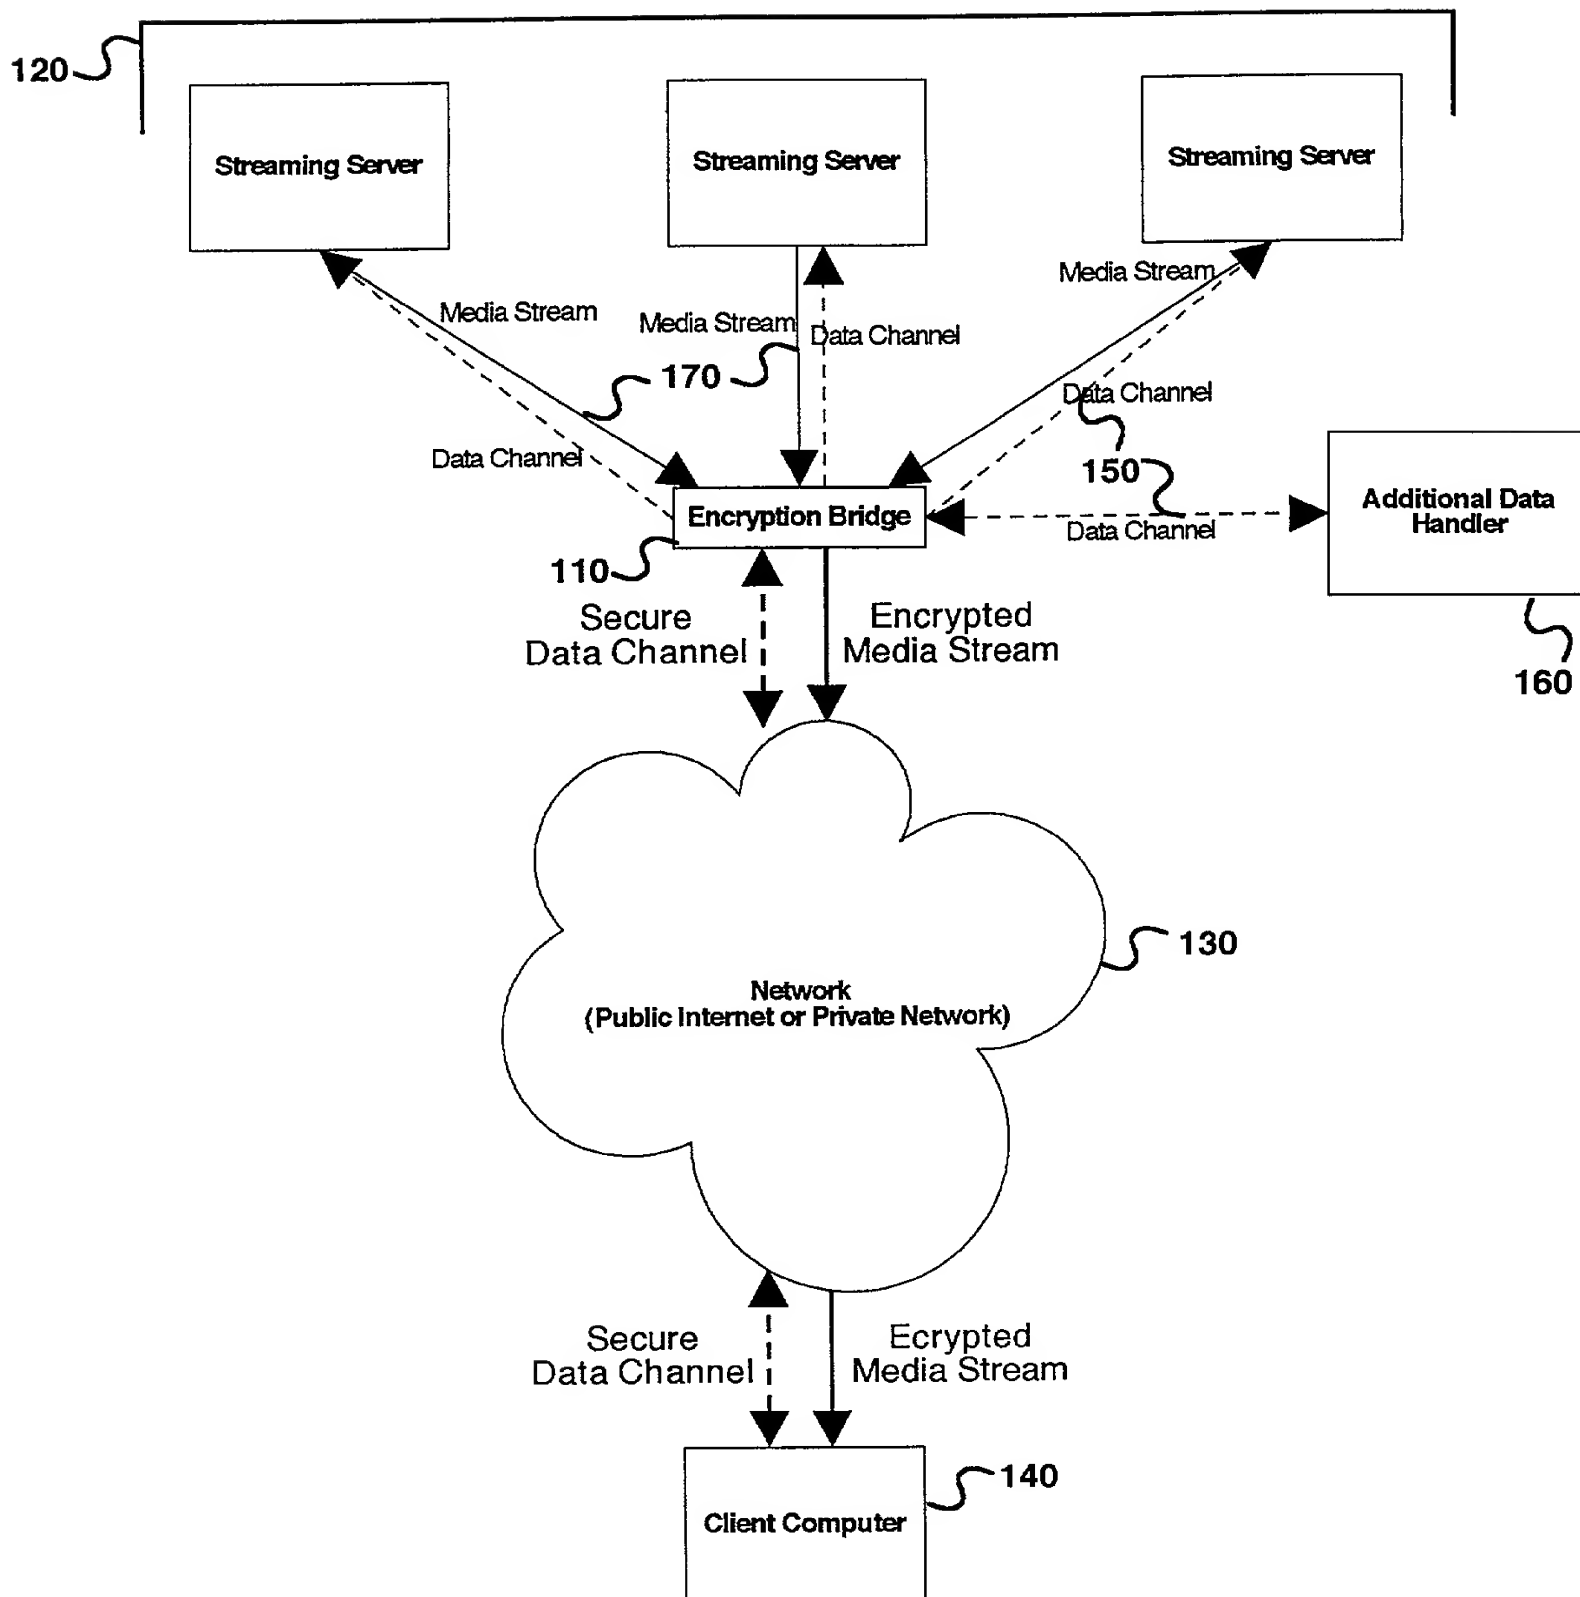 120
Streaming Server
Streaming Server
Streaming Server
Media Stream
Media Stream
Media Stream
Data Channel
170
Data Channel
Data Channel
150
Data Channel
Encryption Bridge
Additional Data
Handler
110
Secure
Data Channel
Encrypted
Media Stream
160
130
Network
(Public Internet or Private Network)
Secure
Data Channel
Ecrypted
Media Stream
140
Client Computer